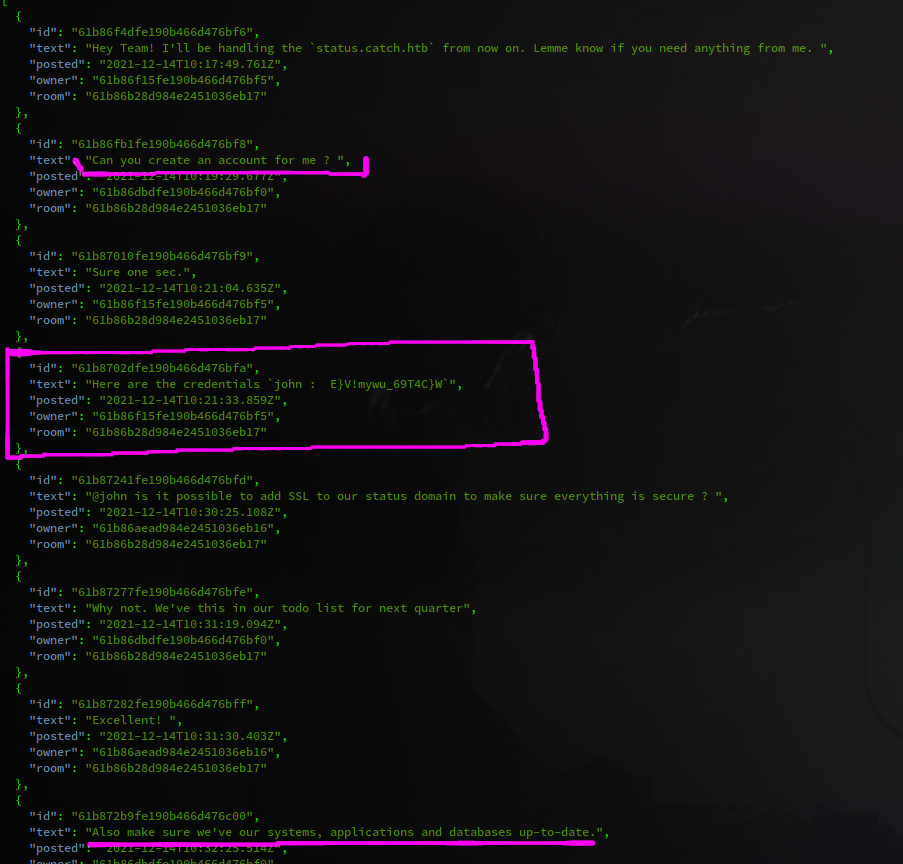 [
{
"id": "61b86f4dfe190b466d476bf6",
"text": "Hey Team! I'll be handling the `status.catch.htb` from now on. Lemme know if you need anything from me. ",
"posted": "2021-12-14T10:17:49.761Z",
"owner": "61b86f15fe190b466d476bf5",
"room": "61b86b28d984e2451036eb17"
},
{
"id": "61b86fb1fe190b466d476bf8",
"text": "Can you create an account for me ? ",
"posted": "2021-12-14T10:19:29.677Z",
"owner": "61b86dbdfe190b466d476bf0",
"room": "61b86b28d984e2451036eb17"
},
{
"id": "61b87010fe190b466d476bf9",
"text": "Sure one sec.",
"posted": "2021-12-14T10:21:04.635Z",
"owner": "61b86f15fe190b466d476bf5",
"room": "61b86b28d984e2451036eb17"
},
{
"id": "61b8702dfe190b466d476bfa",
"text": "Here are the credentials `john :  E}V!mywu_69T4C}W`",
"posted": "2021-12-14T10:21:33.859Z",
"owner": "61b86f15fe190b466d476bf5",
"room": "61b86b28d984e2451036eb17"
},
{
"id": "61b87241fe190b466d476bfd",
"text": "@john is it possible to add SSL to our status domain to make sure everything is secure ? ",
"posted": "2021-12-14T10:30:25.108Z",
"owner": "61b86aead984e2451036eb16",
"room": "61b86b28d984e2451036eb17"
},
{
"id": "61b87277fe190b466d476bfe",
"text": "Why not. We've this in our todo list for next quarter",
"posted": "2021-12-14T10:31:19.094Z",
"owner": "61b86dbdfe190b466d476bf0",
"room": "61b86b28d984e2451036eb17"
},
{
"id": "61b87282fe190b466d476bff",
"text": "Excellent! ",
"posted": "2021-12-14T10:31:30.403Z",
"owner": "61b86aead984e2451036eb16",
"room": "61b86b28d984e2451036eb17"
},
{
"id": "61b872b9fe190b466d476c00",
"text": "Also make sure we've our systems, applications and databases up-to-date.",
"posted": "2021-12-14T10:32:25.514Z",
"owner": "61b86dbdfe190b466d476bf0"